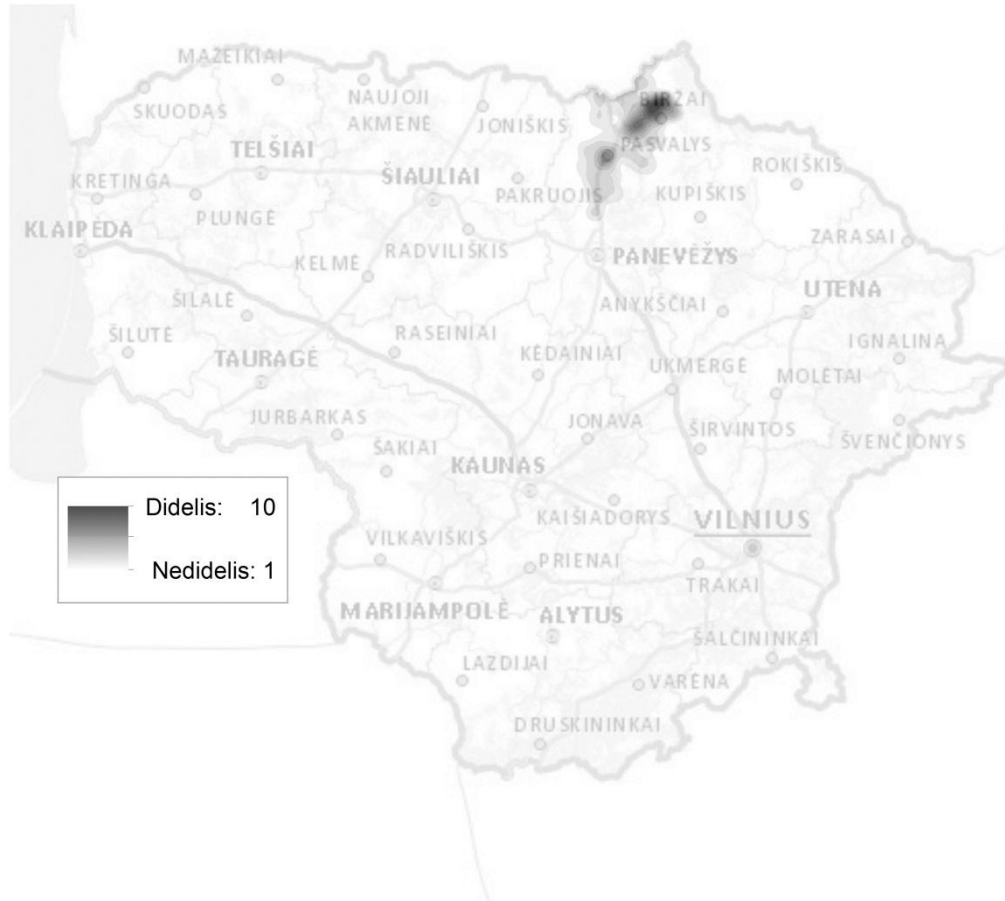 MAŽEIKIAI
SKUODAS
NAUJOJI
AKMENĖ
JONIŠKIS
BIRŽAI
PASVALYS
ROKIŠKIS
TELŠIAI
KRETINGA
PLUNGĖ
ŠIAULIAI
PAKRUOJIS
KUPIŠKIS
KLAIPĖDA
RADVILIŠKIS
ZARASAI
KELMĖ
PANEVĖŽYS
ŠILALĖ
ANYKŠČIAI
UTENA
ŠILUTĖ
RASEINIAI
IGNALINA
TAURAGĖ
KĖDAINIAI
UKMERGĖ
MOLĖTAI
JURBARKAS
JONAVA
ŠIRVINTOS
ŠVENČIONYS
ŠAKIAI
KAUNAS
Didelis: 10
Nedidelis: 1
KAIŠIADORYS
VILNIUS
VILKAVIŠKIS
PRIENAI
TRAKAI
MARIJAMPOLĖ
ALYTUS
ŠALČININKAI
LAZDIJAI
VARĖNA
DRUSKININKAI